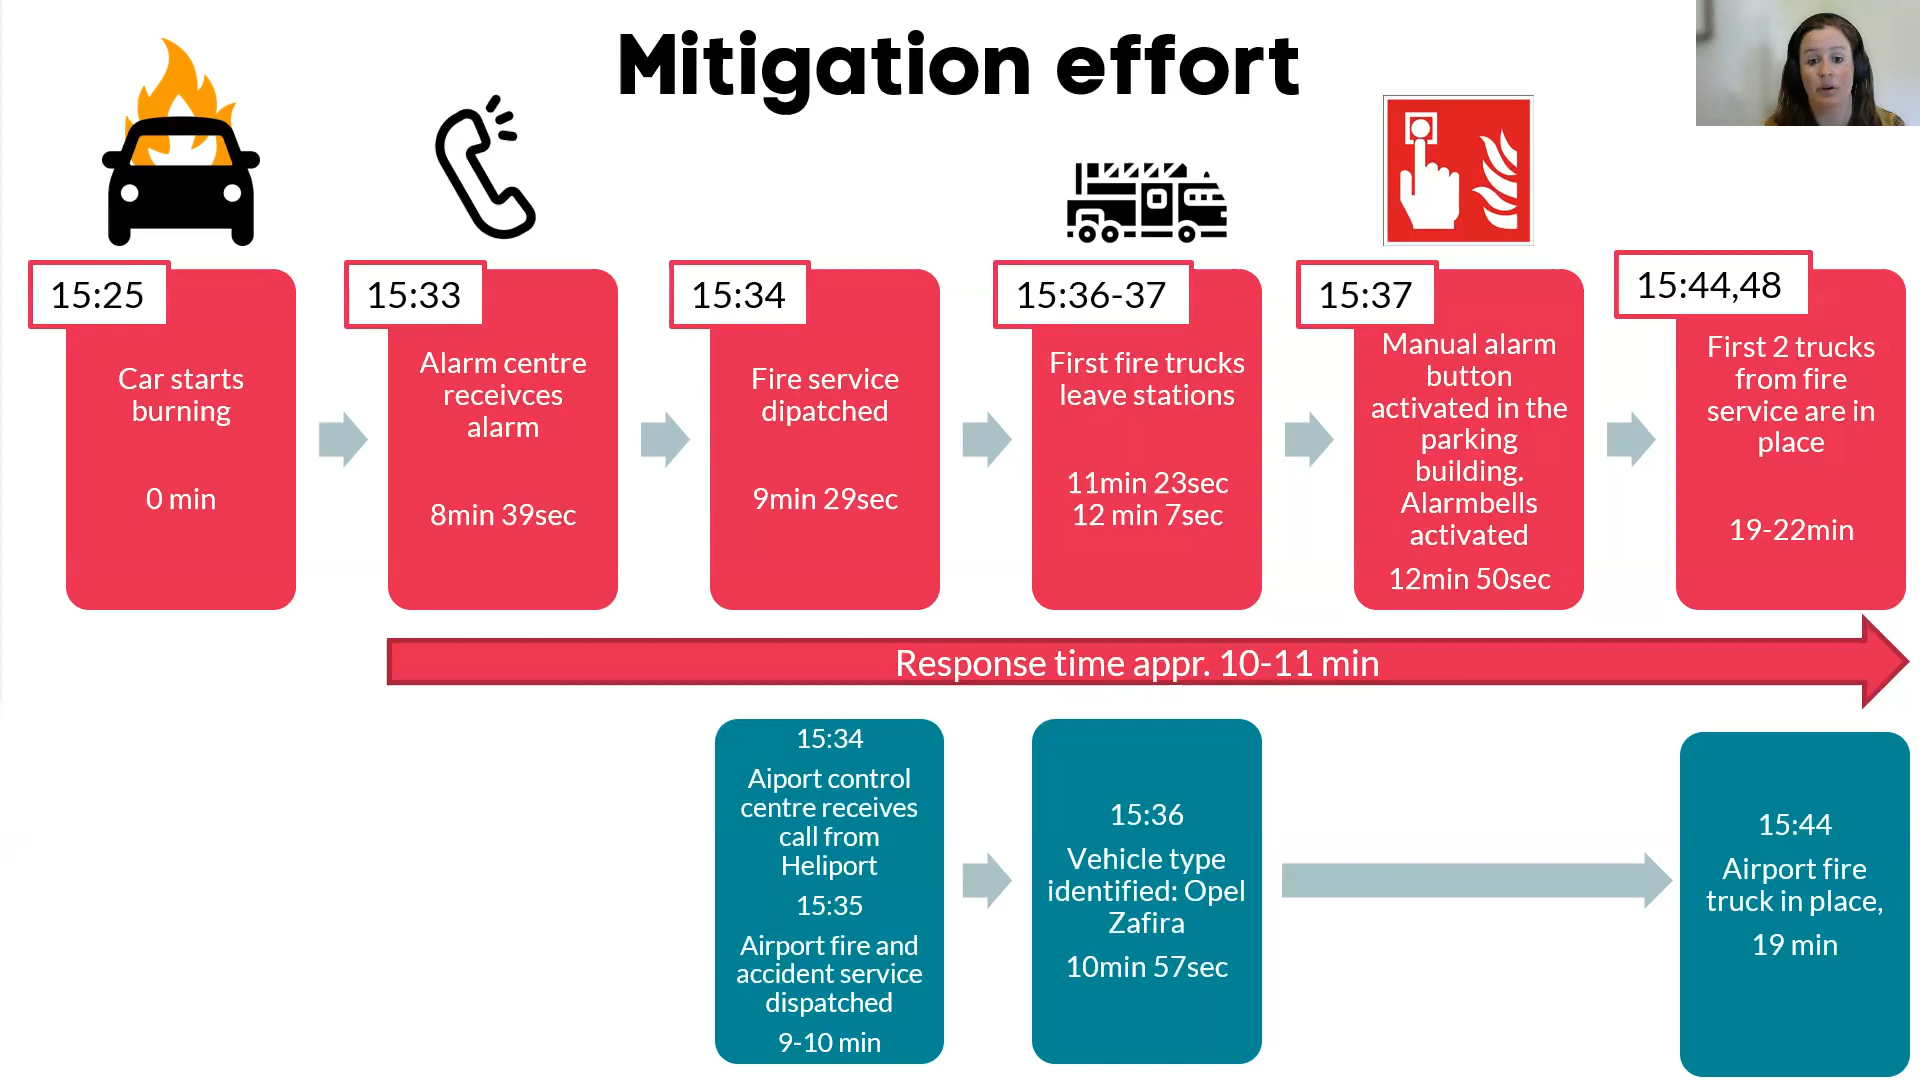 Mitigation effort
15:25
Car starts
burning
0 min
15:33
Alarm centre
receivces
alarm
8min 39sec
15:34
Fire service
dipatched
9min 29sec
15:36-37
First fire trucks
leave stations
11min 23sec
12 min 7sec
15:37
Manual alarm
button
activated in the
parking
building.
Alarmbells
activated
12min 50sec
15:44,48
First 2 trucks
from fire
service are in
place
19-22min
Response time appr. 10-11 min
15:34
Aiport control
centre receives
call from
Heliport
15:35
Airport fire and
accident service
dispatched
9-10 min
15:36
Vehicle type
identified: Opel
Zafira
10min 57sec
15:44
Airport fire
truck in place,
19 min